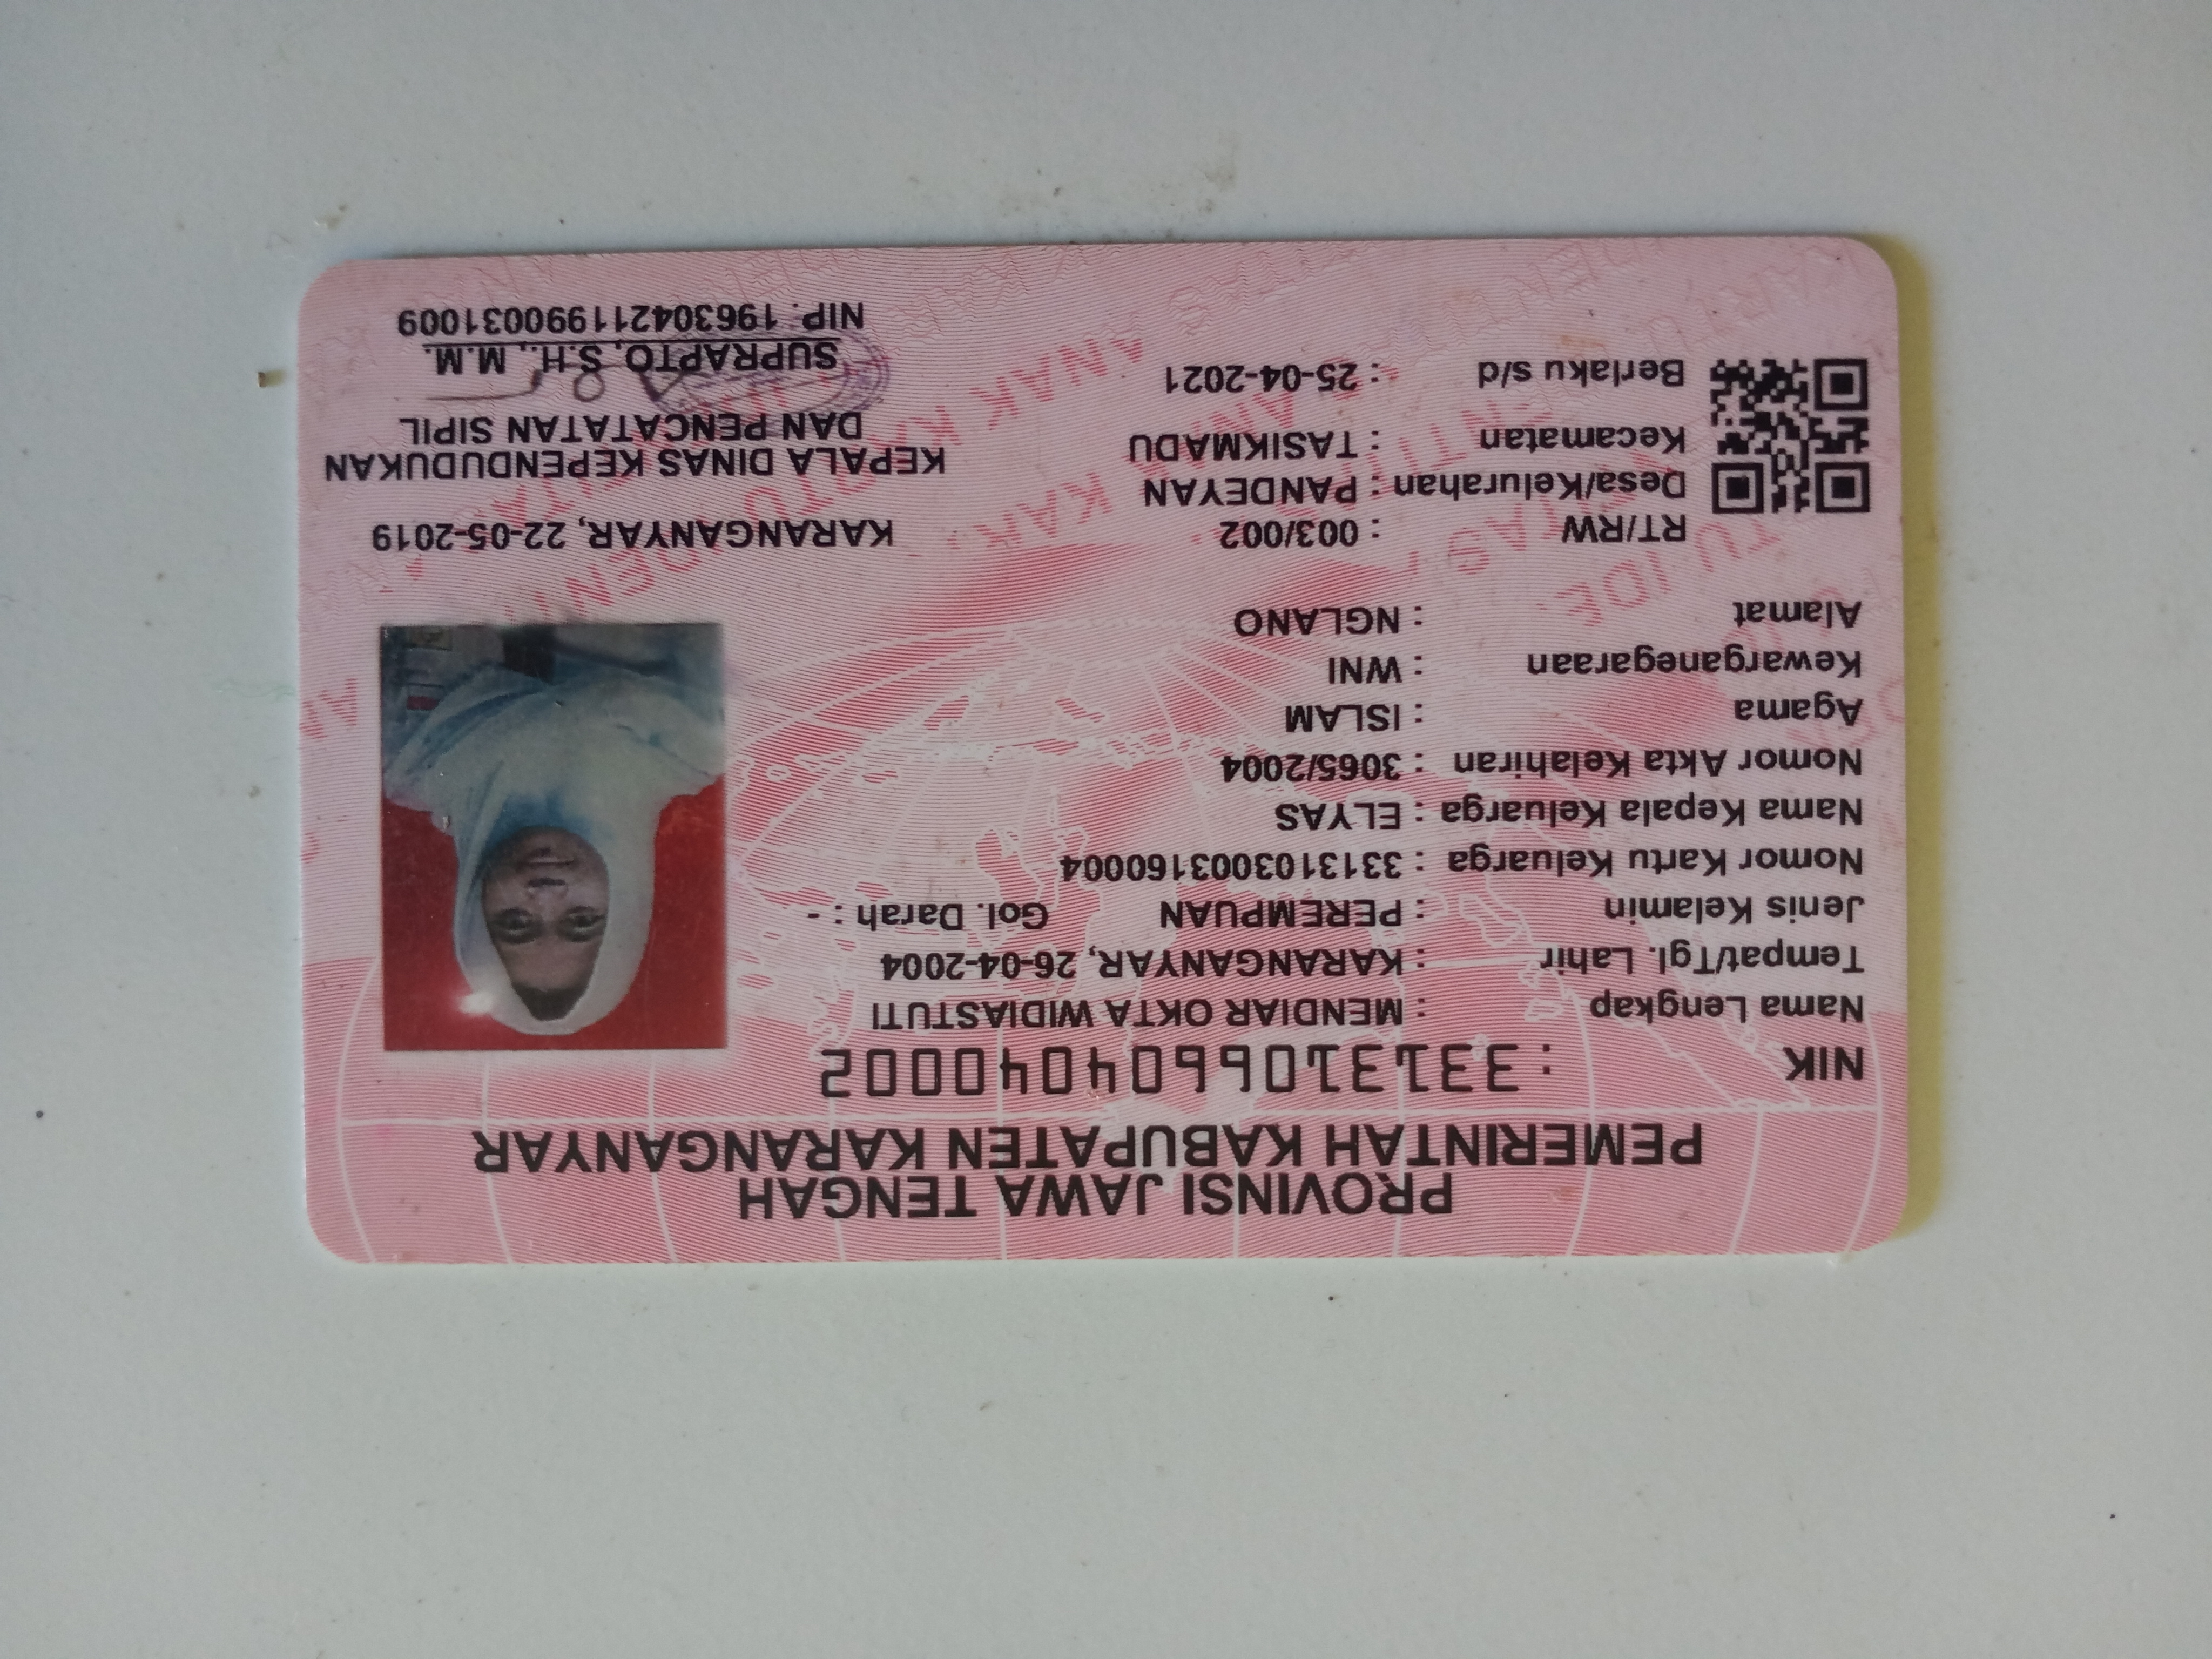 PROVINSI JAWA TENGAH
PEMERINTAH KABUPATEN KARANGANYAR
NIK : 3313106604040002
Nama Lengkap : MENDIAR OKTA WIDIASTUTI
Tempat/Tgl. Lahir : KARANGANYAR, 26-04-2004
Jenis Kelamin : PEREMPUAN Gol. Darah : -
Nomor Kartu Keluarga : 3313103003160004
Nama Kepala Keluarga : ELYAS
Nomor Akta Kelahiran : 3065/2004
Agama : ISLAM
Kewarganegaraan : WNI
Alamat : NGLANO
RT/RW : 003/002
Desa/Kelurahan : PANDEYAN
Kecamatan : TASIKMADU
Berlaku s/d : 25-04-2021
KARANGANYAR, 22-05-2019
KEPALA DINAS KEPENDUDUKAN
DAN PENCATATAN SIPIL
SUPRAPTO, S.H., M.M.
NIP. 196304211990031009